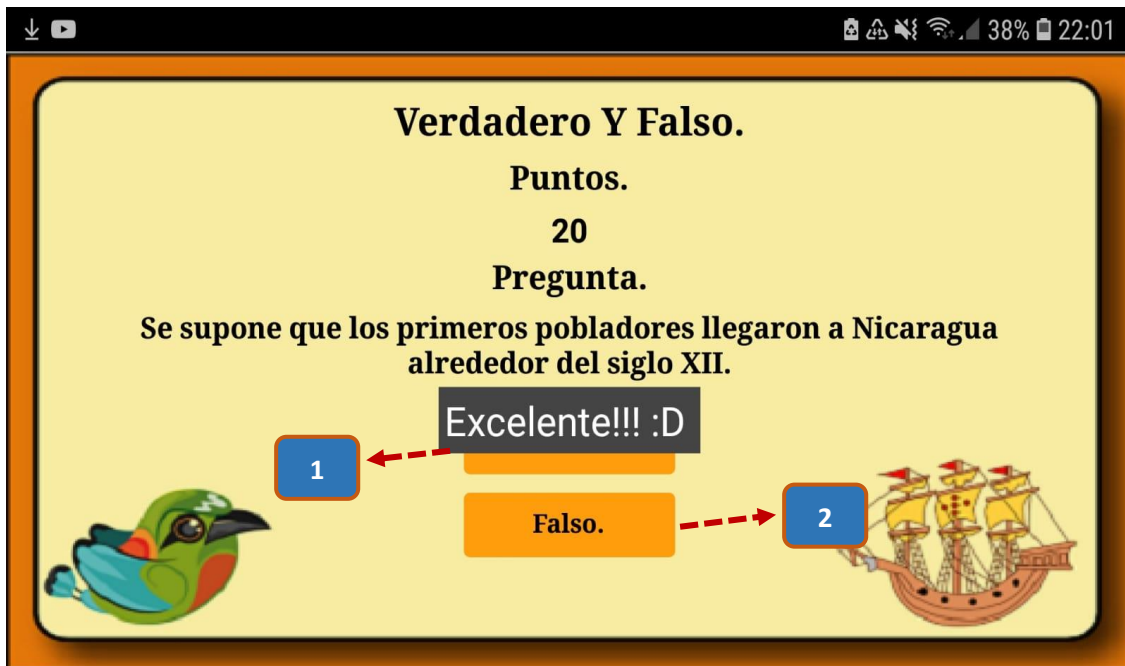 38% 22:01
Verdadero Y Falso.
Puntos.
20
Pregunta.
Se supone que los primeros pobladores llegaron a Nicaragua
alrededor del siglo XII.
Excelente!!! :D
1
Falso.
2